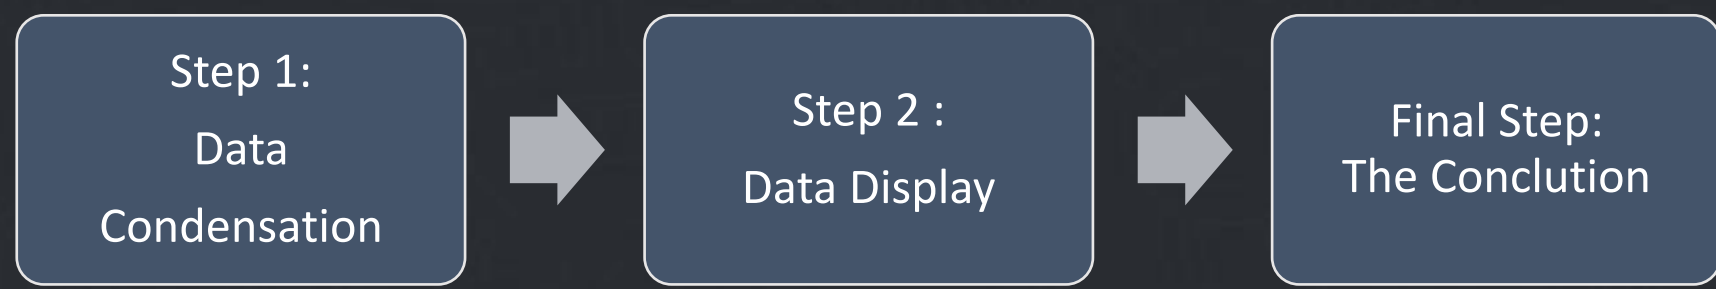 Step 1:
Data
Condensation
Step 2 :
Data Display
Final Step:
The Conclution